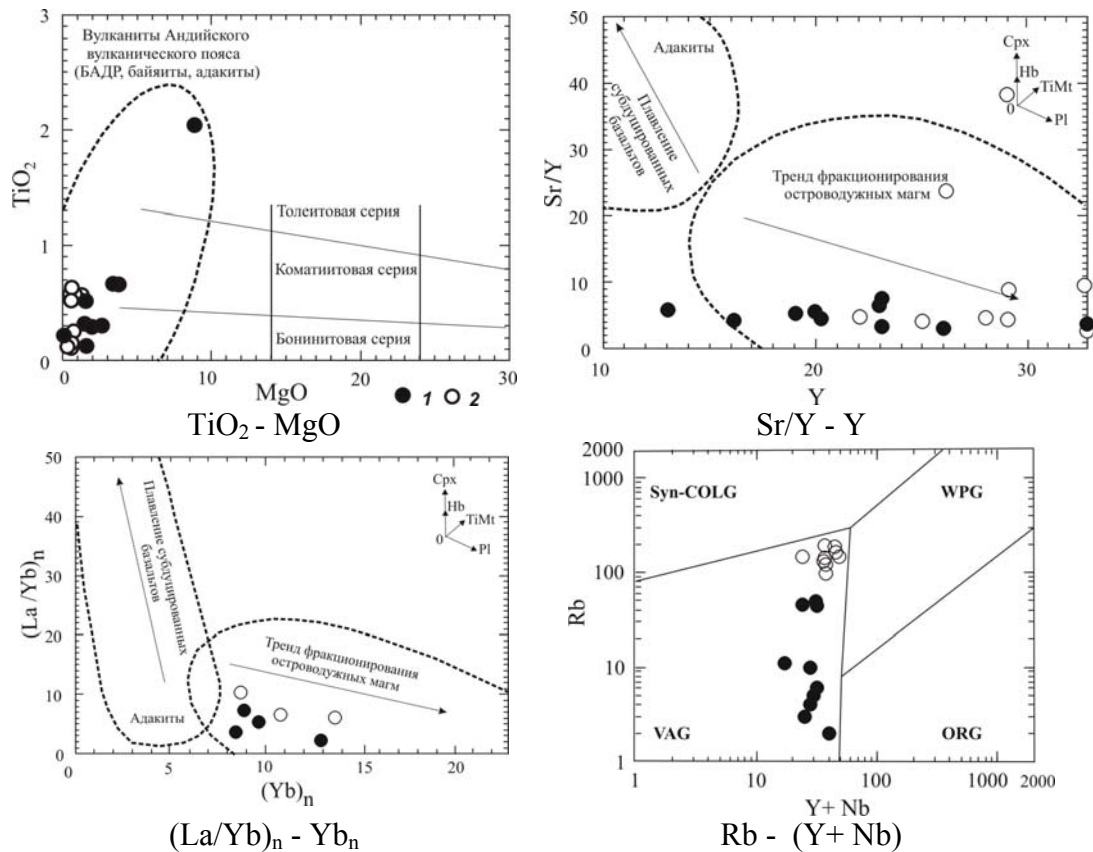 Вулканиты Андийского
вулканического пояса
(БАДР, байяиты, адакиты)
TiO₂
3
2
1
0
Толеитовая серия
Коматиитовая серия
Бонинитовая серия
0 10 20 30
MgO
1 2
TiO₂ - MgO
50
40
30
20
10
0
Sr/Y
Адакиты
Плавление
субдуцированных
базальтов
Cpx
Hb
TiMt
0
Pl
Тренд фракционирования
островодужных магм
10 20 30
Y
Sr/Y - Y
50
40
30
20
10
0
(La /Yb)n
Плавление субдуцированных
базальтов
Cpx
Hb
TiMt
0
Pl
Тренд фракционирования
островодужных магм
Адакиты
0 5 10 15 20
(Yb)n
(La/Yb)n - Ybn
2000
1000
100
10
1
Rb
Syn-COLG
WPG
VAG
ORG
1 10 100 1000 2000
Y+ Nb
Rb - (Y+ Nb)